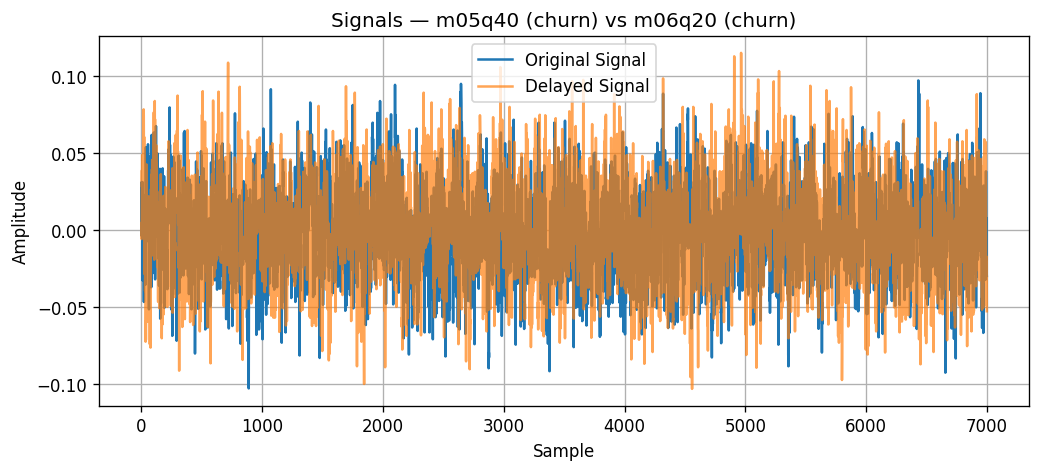 Signals — m05q40 (churn) vs m06q20 (churn)
Original Signal
Delayed Signal
Amplitude
0.10
0.05
0.00
−0.05
−0.10
0 1000 2000 3000 4000 5000 6000 7000
Sample